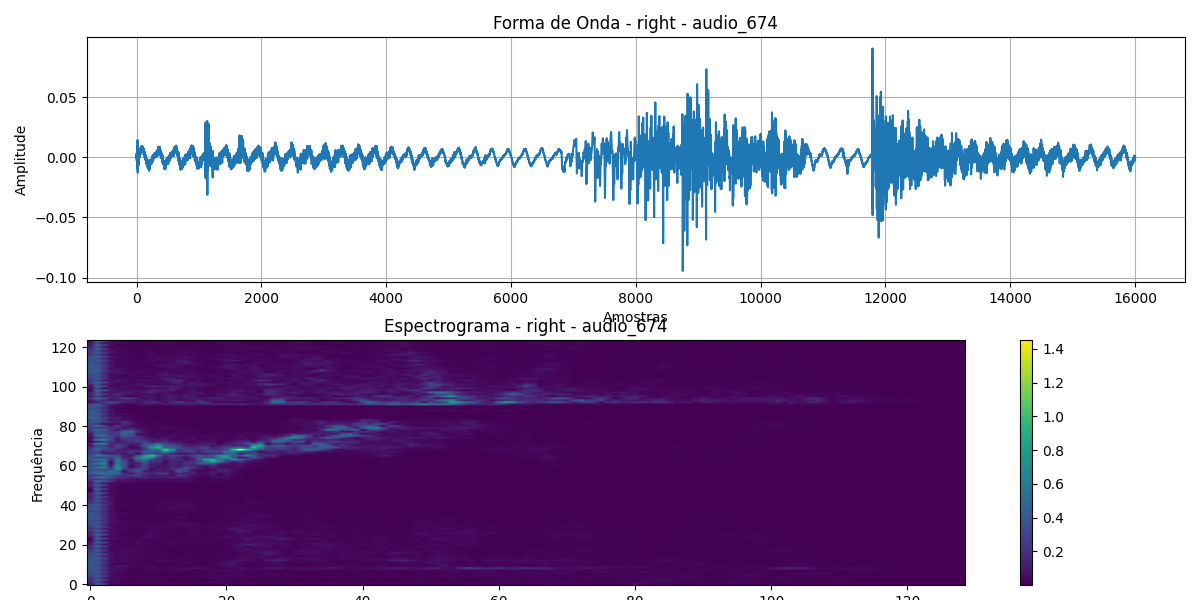 Forma de Onda - right - audio_674
Amplitude
0.05
0.00
−0.05
−0.10
0 2000 4000 6000 8000 10000 12000 14000 16000
Amostras
Espectrograma - right - audio_674
Frequência
120
100
80
60
40
20
0
0 20 40 60 80 100 120
1.4
1.2
1.0
0.8
0.6
0.4
0.2